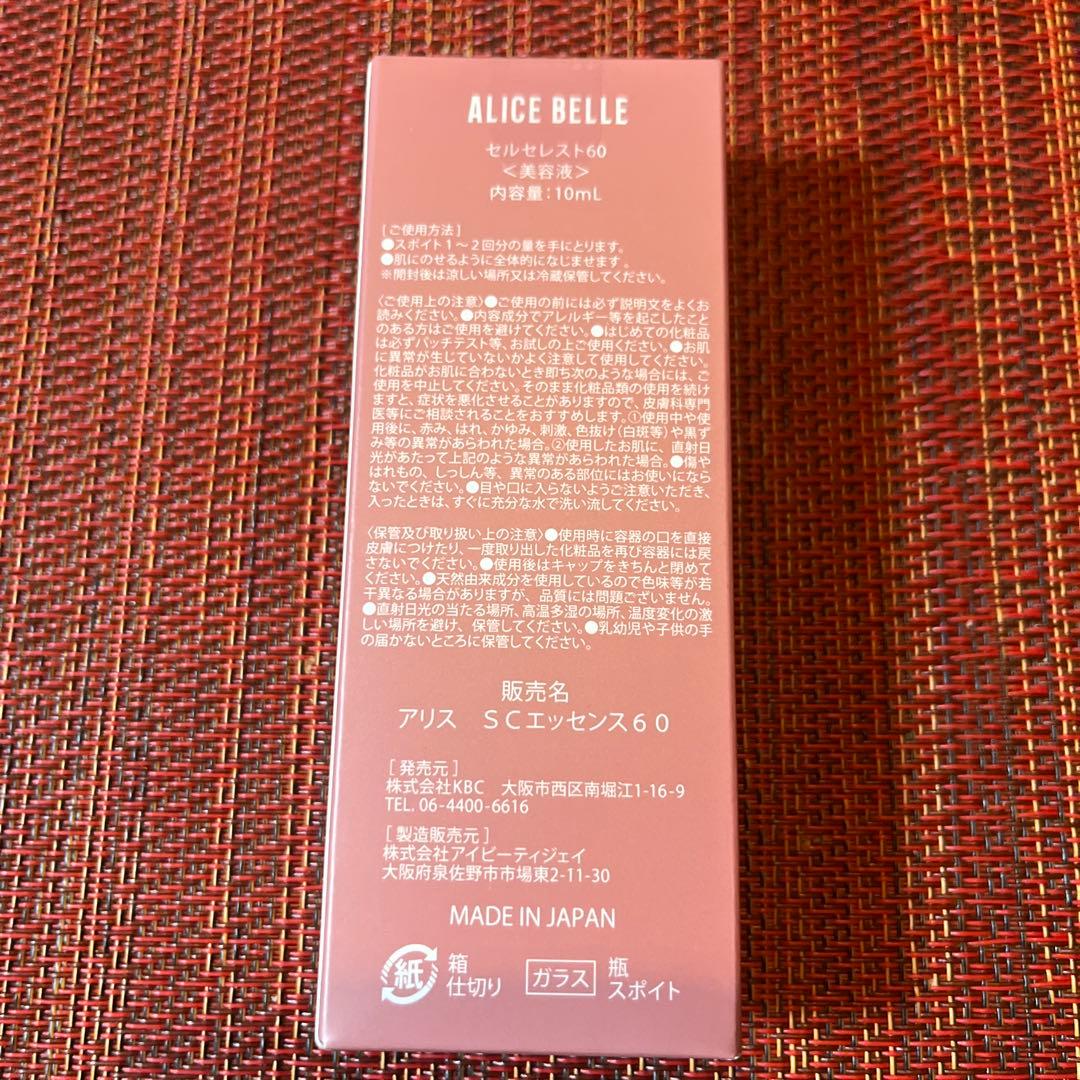 ALICE BELLE
セルセレスト60
＜美容液＞
内容量：10mL
［ご使用方法］
●スポイト１〜２回分の量を手にとります。
●肌にのせるように全体的になじませます。
※開封後は涼しい場所又は冷蔵保管してください。
〈ご使用上の注意〉●ご使用の前には必ず説明文をよくお
読みください。●内容成分でアレルギー等を起こしたこと
のある方はご使用を避けてください。●はじめての化粧品
は必ずパッチテスト等、お試しの上ご使用ください。●お肌
に異常が生じていないかよく注意して使用してください。
化粧品がお肌に合わないとき即ち次のような場合には、ご
使用を中止してください。そのまま化粧品類の使用を続け
ますと、症状を悪化させることがありますので、皮膚科専門
医等にご相談されることをおすすめします。①使用中や使
用後に、赤み、はれ、かゆみ、刺激、色抜け（白斑等）や黒ず
み等の異常があらわれた場合。②使用したお肌に、直射日
光があたって上記のような異常があらわれた場合。●傷や
はれもの、しっしん等、異常のある部位にはお使いになら
ないでください。●目や口に入らないようご注意いただき、
入ったときは、すぐに充分な水で洗い流してください。
〈保管及び取り扱い上の注意〉●使用時に容器の口を直接
皮膚につけたり、一度取り出した化粧品を再び容器には戻
さないでください。●使用後はキャップをきちんと閉めて
ください。●天然由来成分を使用しているので色味等が若
干異なる場合がありますが、品質には問題ございません。
●直射日光の当たる場所、高温多湿の場所、温度変化の激
しい場所を避け、保管してください。●乳幼児や子供の手
の届かないところに保管してください。
販売名
アリス　ＳＣエッセンス６０
［発売元］
株式会社KBC　大阪市西区南堀江1-16-9
TEL. 06-4400-6616
［製造販売元］
株式会社アイビーティジェイ
大阪府泉佐野市市場東2-11-30
MADE IN JAPAN
紙 箱
仕切り
ガラス 瓶
スポイト